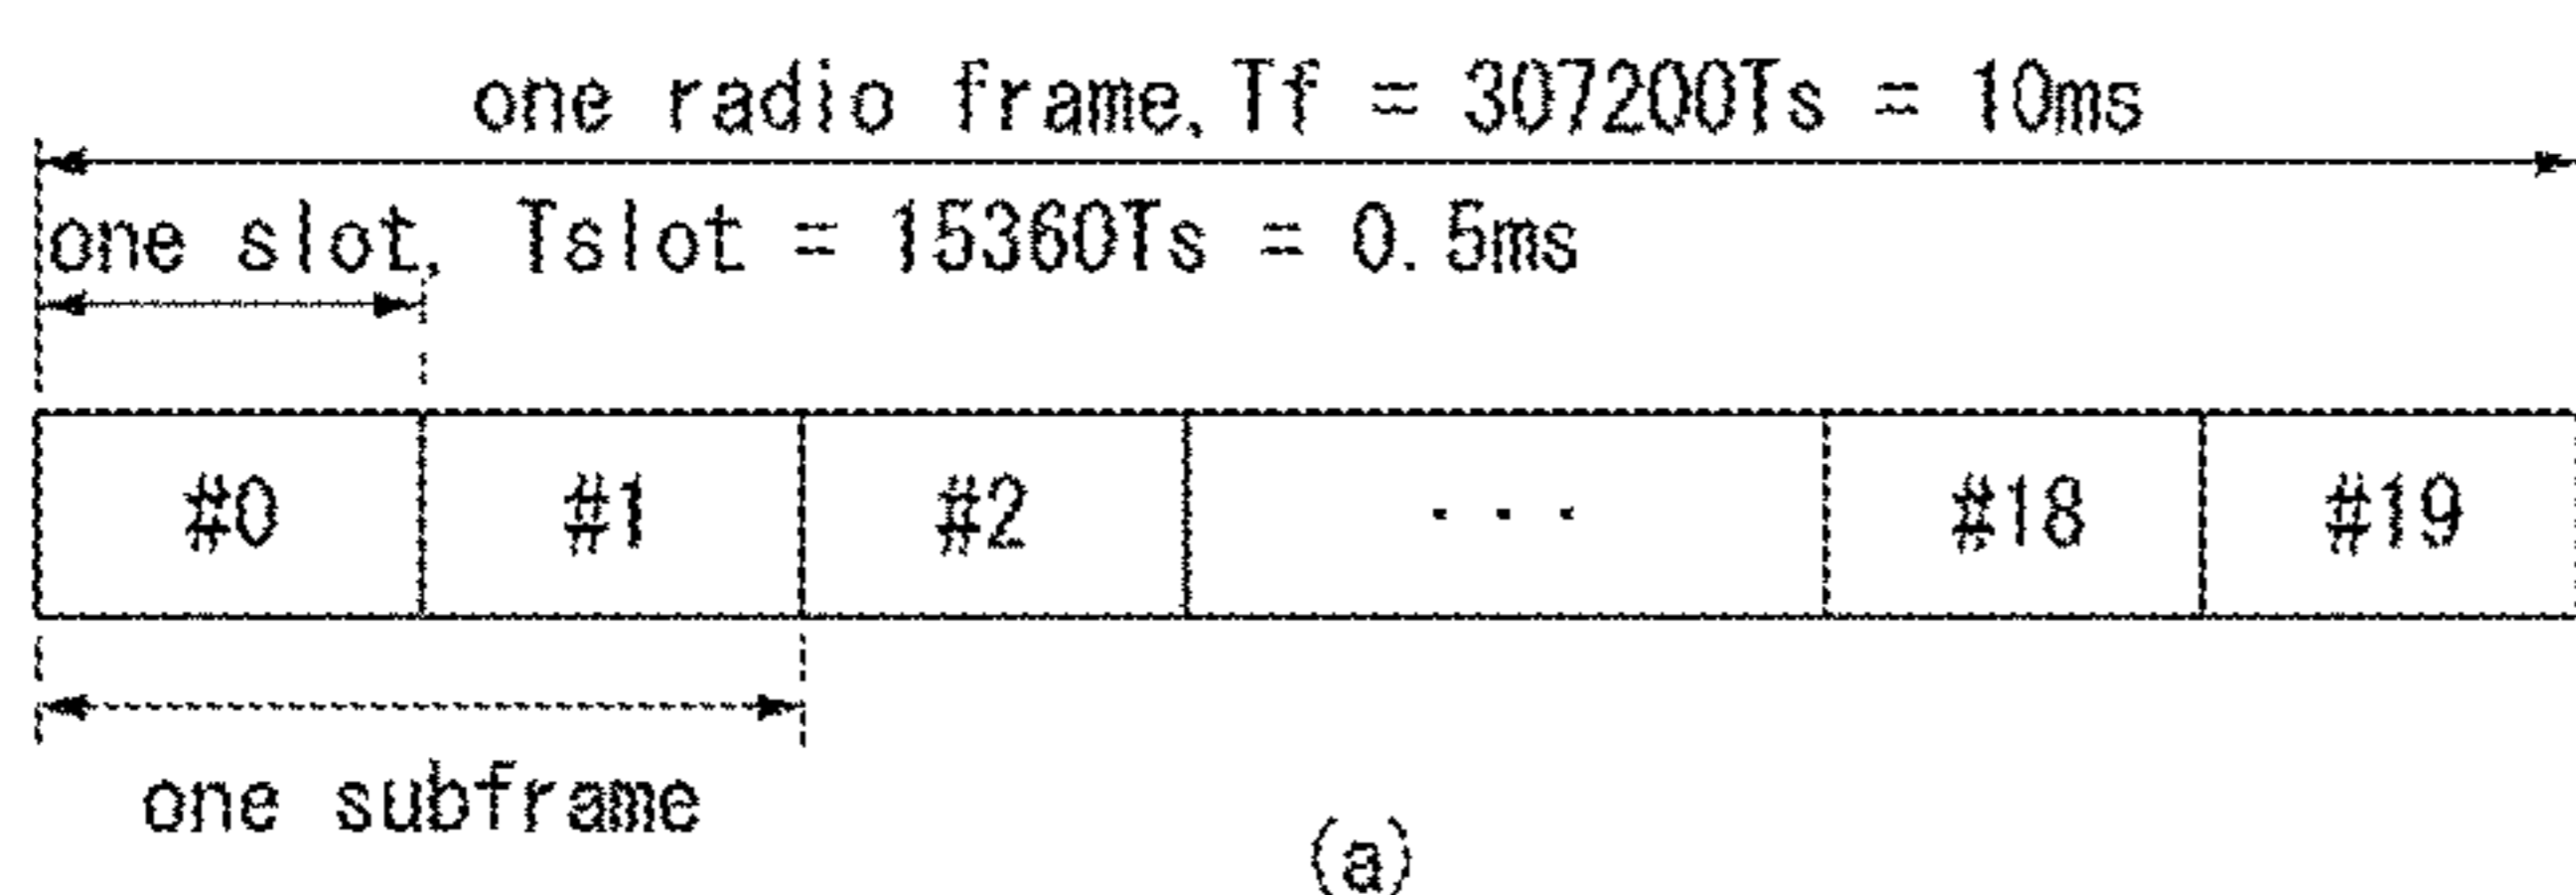 one radio frame, Tf = 307200Ts = 10ms
one slot, Tslot = 15360Ts = 0.5ms
#0 #1 #2 ... #18 #19
one subframe
(a)